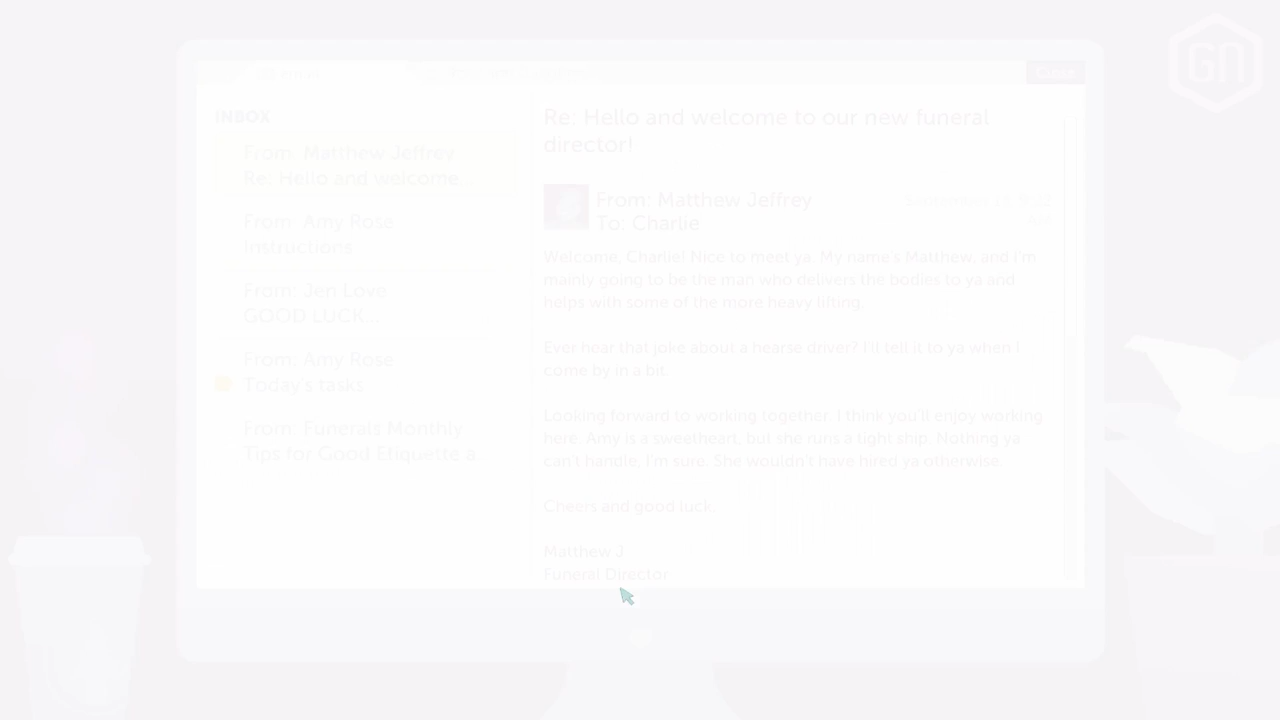 GN
INBOX
From: Matthew Jeffrey
Re: Hello and welcome...
From: Amy Rose
Instructions
From: Jen Love
GOOD LUCK...
From: Amy Rose
Today's tasks
From: Funerals Monthly
Tips for Good Etiquette a...
Re: Hello and welcome to our new funeral
director!
From: Matthew Jeffrey
To: Charlie
Welcome, Charlie! Nice to meet ya. My name's Matthew, and I'm
mainly going to be the man who delivers the bodies to ya and
helps with some of the more heavy lifting.
Ever hear that joke about a hearse driver? I'll tell it to ya when I
come by in a bit.
Looking forward to working together. I think you'll enjoy working
here. Amy is a sweetheart, but she runs a tight ship. Nothing ya
can't handle, I'm sure. She wouldn't have hired ya otherwise.
Cheers and good luck.
Matthew J
Funeral Director